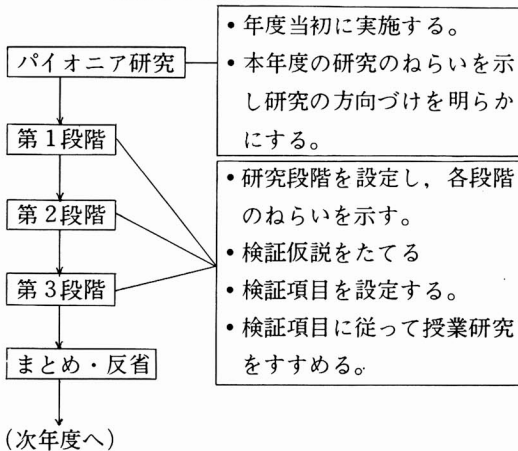 パイオニア研究
・年度当初に実施する。
・本年度の研究のねらいを示
し研究の方向づけを明らか
にする。
第1段階
第2段階
第3段階
・研究段階を設定し，各段階
のねらいを示す。
・検証仮説をたてる
・検証項目を設定する。
・検証項目に従って授業研究
をすすめる。
まとめ・反省
(次年度へ)